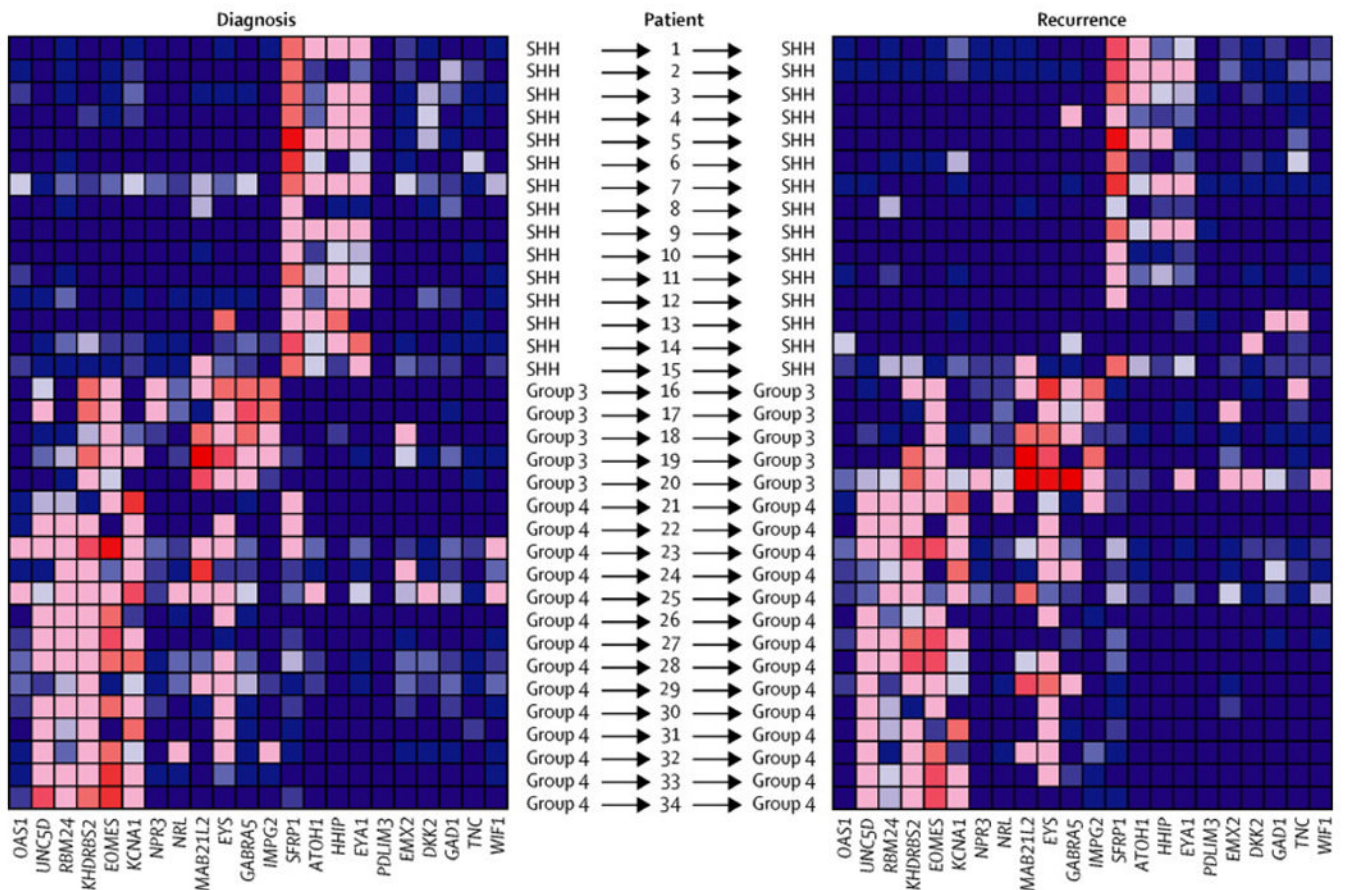 Diagnosis Patient Recurrence
SHH 1 SHH
SHH 2 SHH
SHH 3 SHH
SHH 4 SHH
SHH 5 SHH
SHH 6 SHH
SHH 7 SHH
SHH 8 SHH
SHH 9 SHH
SHH 10 SHH
SHH 11 SHH
SHH 12 SHH
SHH 13 SHH
SHH 14 SHH
SHH 15 SHH
Group 3 16 Group 3
Group 3 17 Group 3
Group 3 18 Group 3
Group 3 19 Group 3
Group 3 20 Group 3
Group 4 21 Group 4
Group 4 22 Group 4
Group 4 23 Group 4
Group 4 24 Group 4
Group 4 25 Group 4
Group 4 26 Group 4
Group 4 27 Group 4
Group 4 28 Group 4
Group 4 29 Group 4
Group 4 30 Group 4
Group 4 31 Group 4
Group 4 32 Group 4
Group 4 33 Group 4
Group 4 34 Group 4
OAS1 UNC5D RBM24 KHDRBS2 EOMES KCNA1 NPR3 NRL MAB21L2 EYS GABRA5 IMPG2 SFRP1 ATOH1 HHIP EYA1 PDLIM3 EMX2 DKK2 GAD1 TNC WIF1
OAS1 UNC5D RBM24 KHDRBS2 EOMES KCNA1 NPR3 NRL MAB21L2 EYS GABRA5 IMPG2 SFRP1 ATOH1 HHIP EYA1 PDLIM3 EMX2 DKK2 GAD1 TNC WIF1